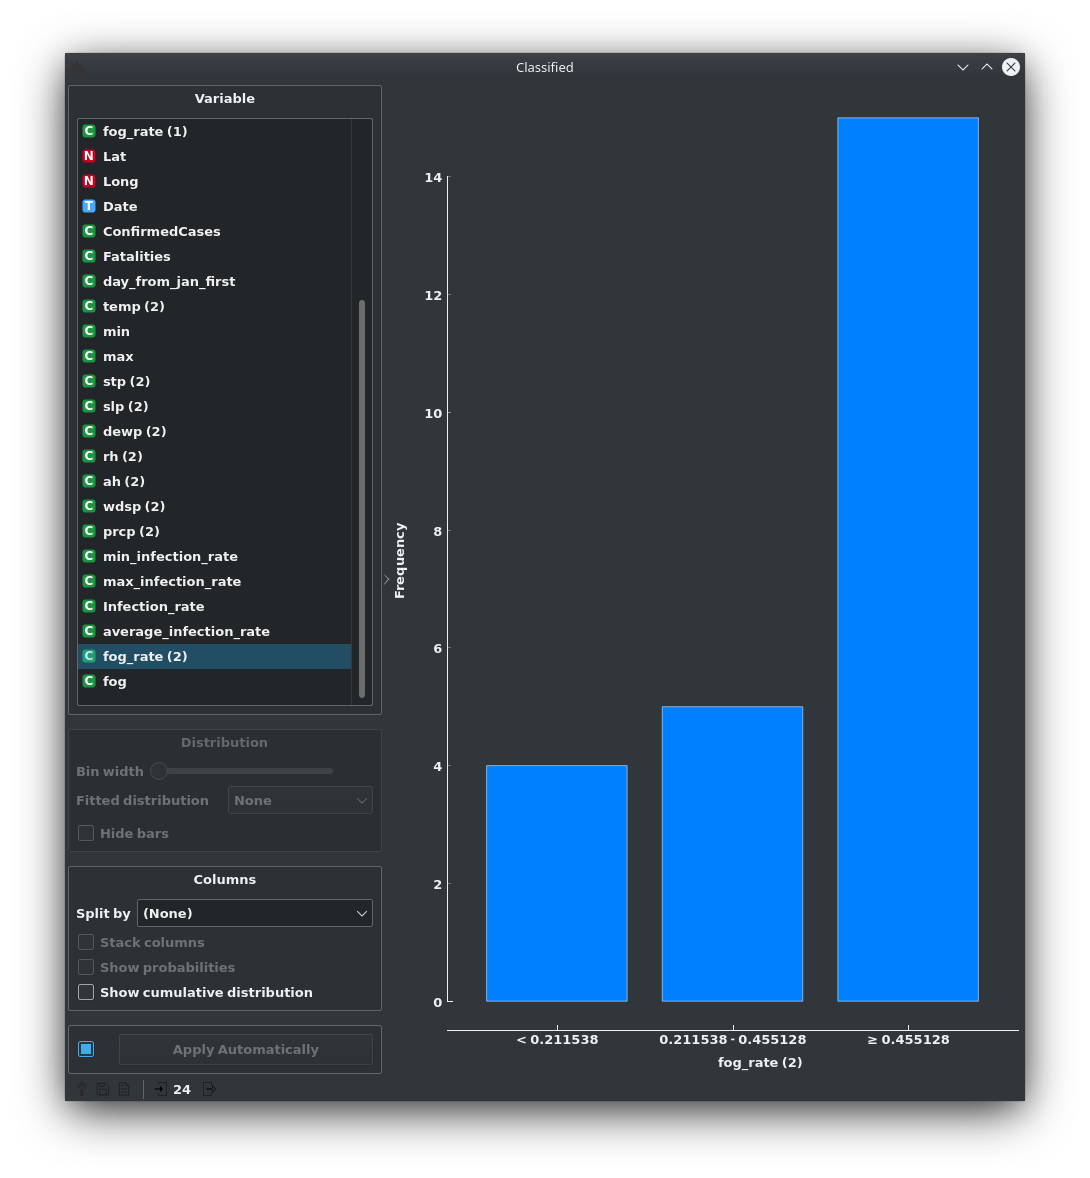 Classified
Variable
C fog_rate (1)
N Lat
N Long
T Date
C ConfirmedCases
C Fatalities
C day_from_jan_first
C temp (2)
C min
C max
C stp (2)
C slp (2)
C dewp (2)
C rh (2)
C ah (2)
C wdsp (2)
C prcp (2)
C min_infection_rate
C max_infection_rate
C Infection_rate
C average_infection_rate
C fog_rate (2)
C fog
Distribution
Bin width
Fitted distribution None
Hide bars
Columns
Split by (None)
Stack columns
Show probabilities
Show cumulative distribution
Apply Automatically
24
Frequency
14
12
10
8
6
4
2
0
< 0.211538 0.211538 - 0.455128 ≥ 0.455128
fog_rate (2)